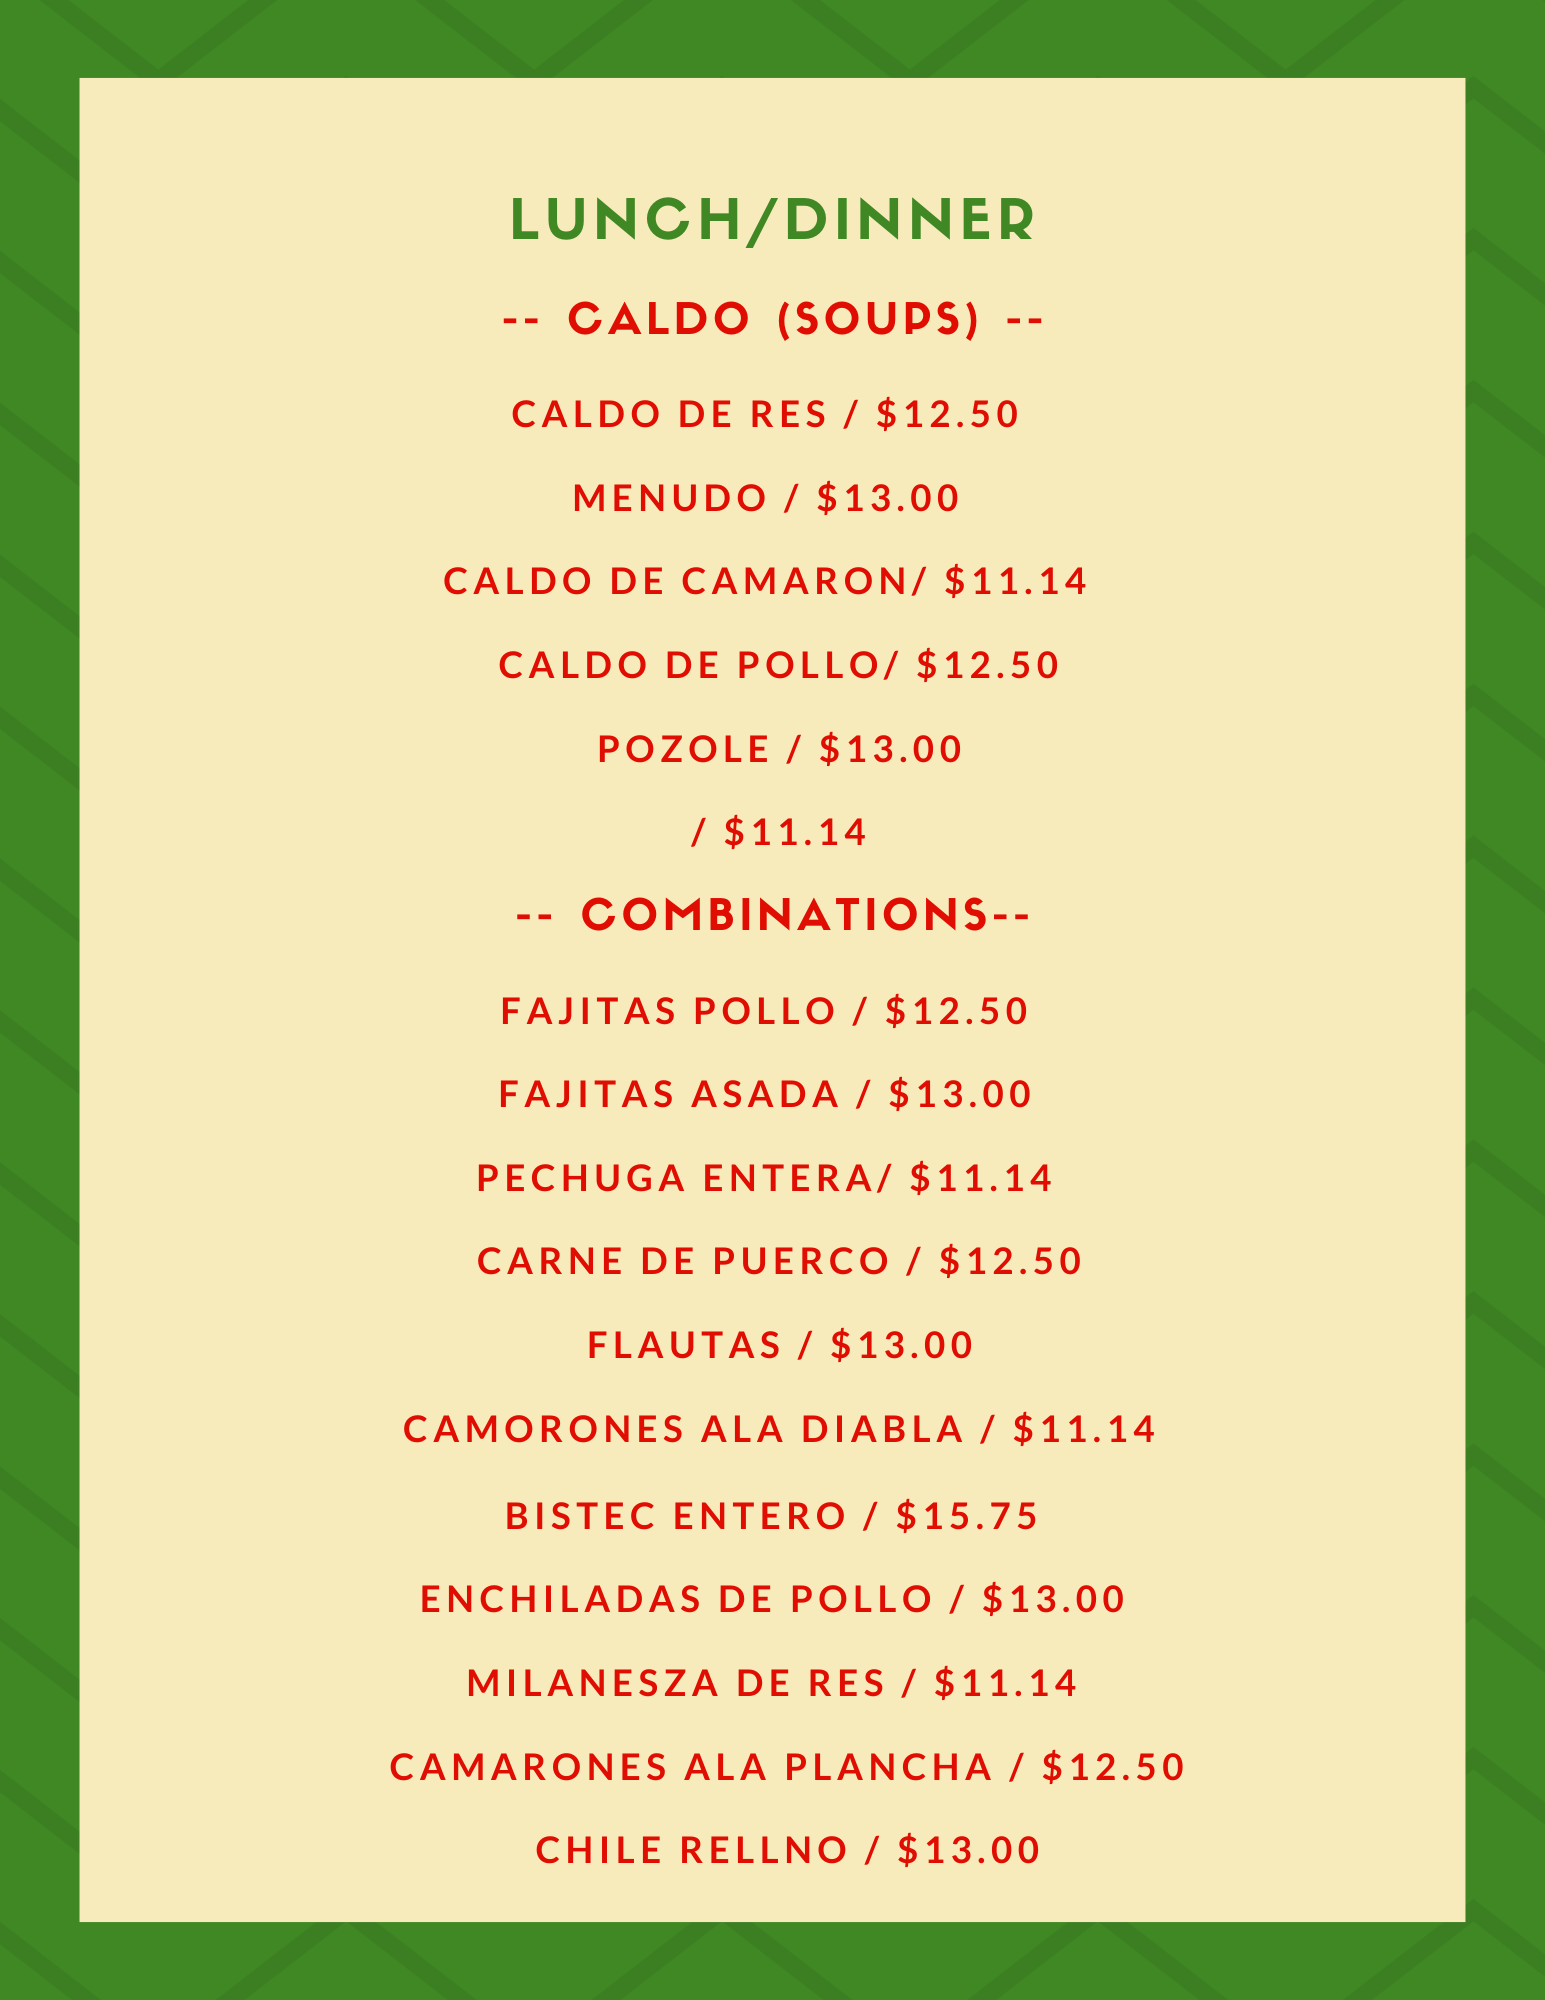 LUNCH/DINNER
-- CALDO (SOUPS) --
CALDO DE RES / $12.50
MENUDO / $13.00
CALDO DE CAMARON/ $11.14
CALDO DE POLLO/ $12.50
POZOLE / $13.00
/ $11.14
-- COMBINATIONS--
FAJITAS POLLO / $12.50
FAJITAS ASADA / $13.00
PECHUGA ENTERA/ $11.14
CARNE DE PUERCO / $12.50
FLAUTAS / $13.00
CAMORONES ALA DIABLA / $11.14
BISTEC ENTERO / $15.75
ENCHILADAS DE POLLO / $13.00
MILANESZA DE RES / $11.14
CAMARONES ALA PLANCHA / $12.50
CHILE RELLNO / $13.00